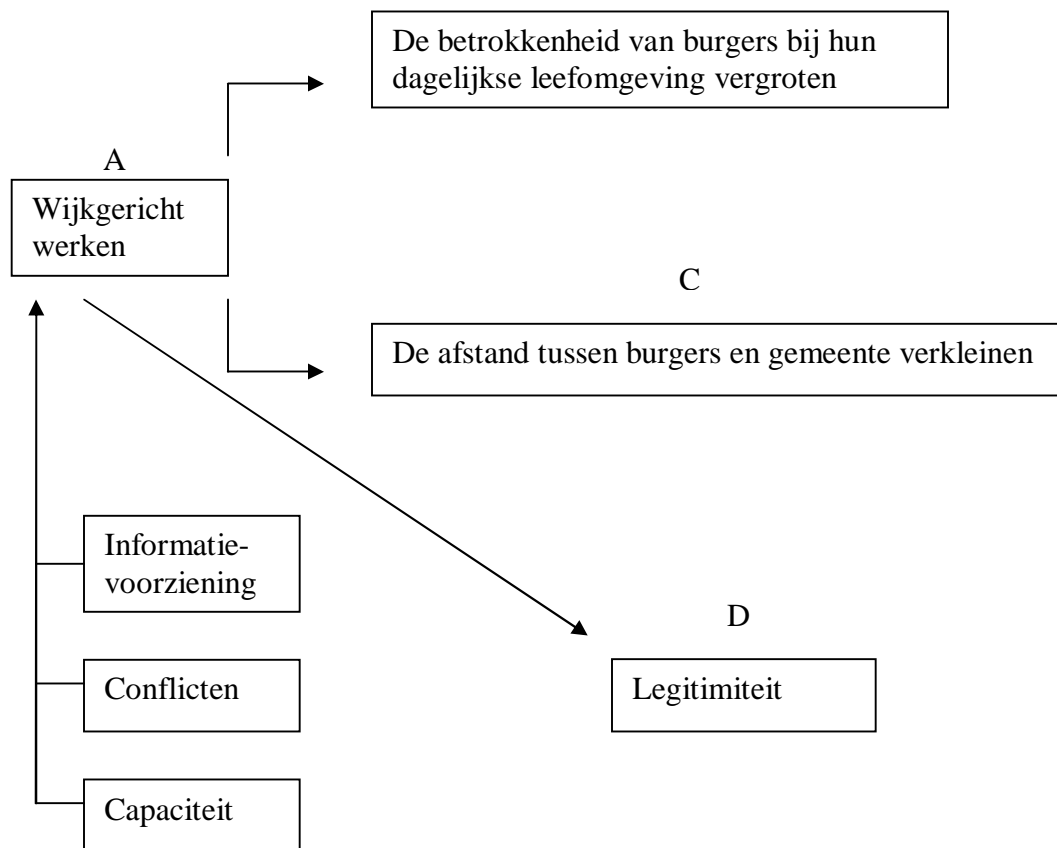 De betrokkenheid van burgers bij hun
dagelijkse leefomgeving vergroten
A
Wijkgericht
werken
C
De afstand tussen burgers en gemeente verkleinen
Informatie-
voorziening
D
Conflicten
Legitimiteit
Capaciteit